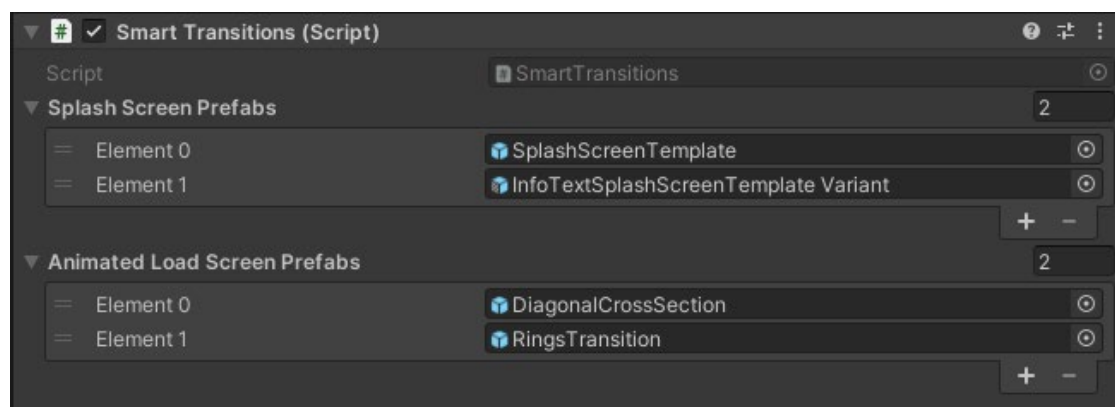 Smart Transitions (Script)
Script SmartTransitions
Splash Screen Prefabs 2
Element 0 SplashScreenTemplate
Element 1 InfoTextSplashScreenTemplate Variant
+ −
Animated Load Screen Prefabs 2
Element 0 DiagonalCrossSection
Element 1 RingsTransition
+ −